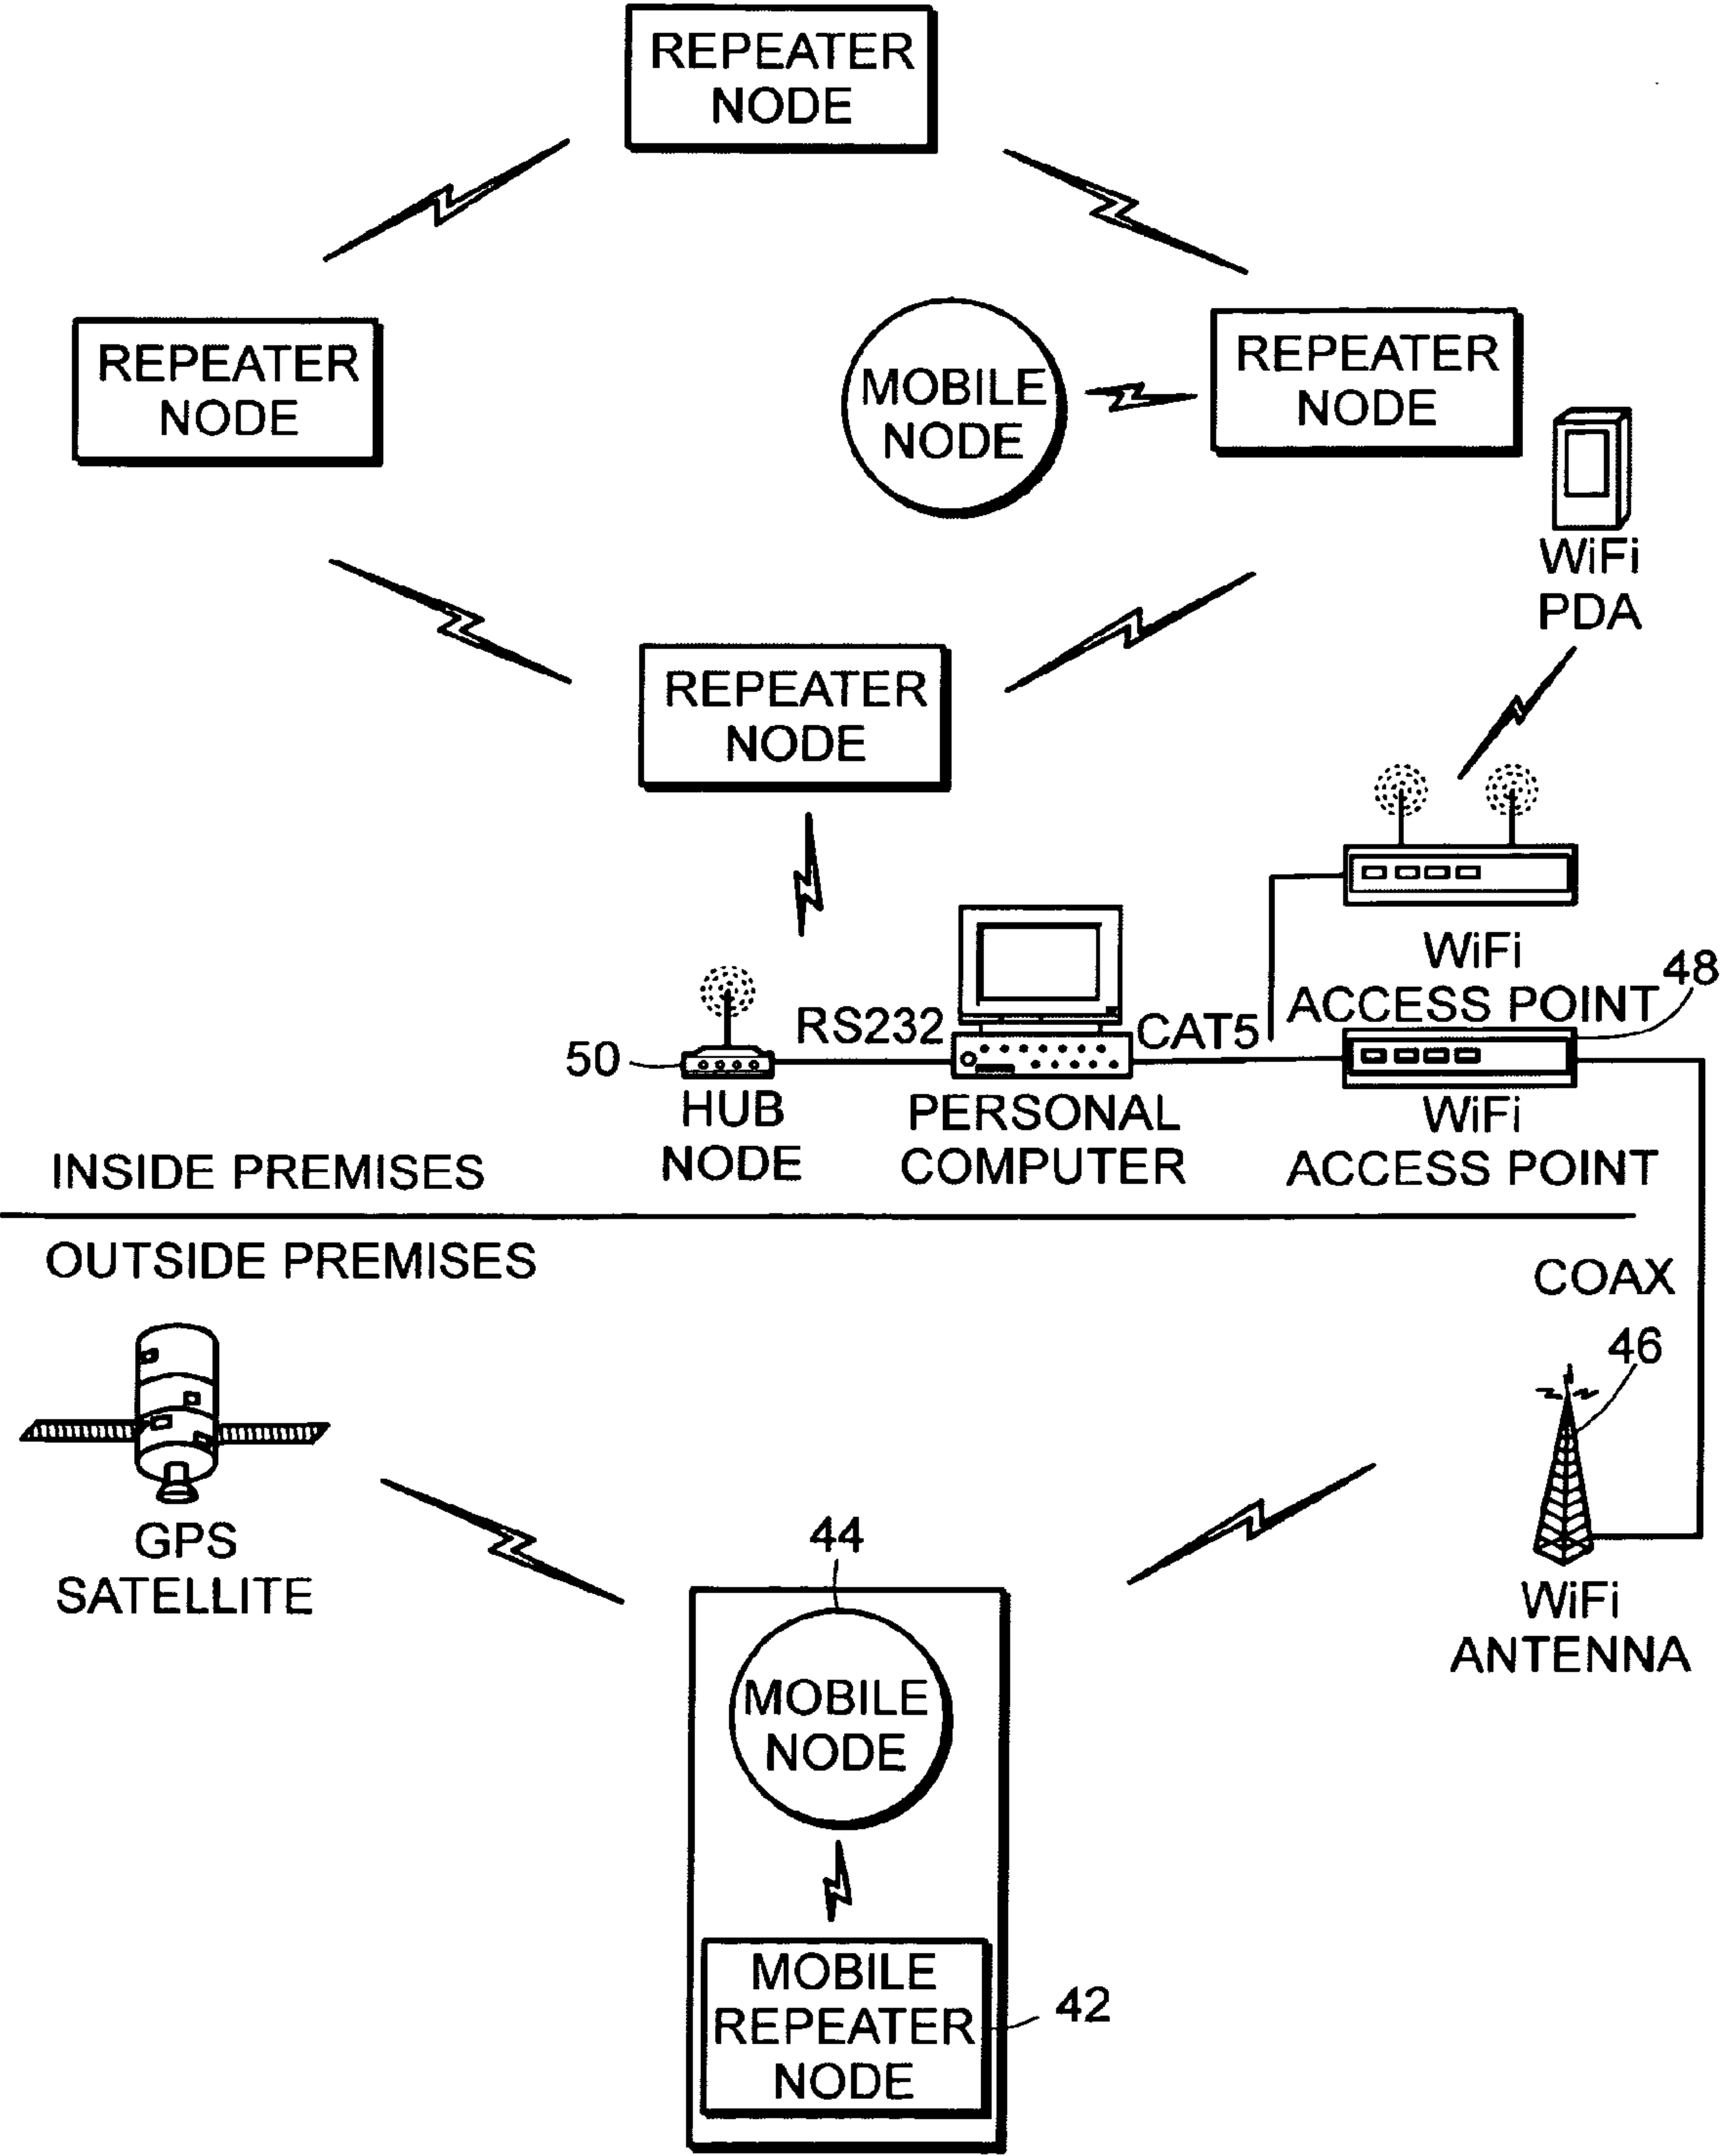 REPEATER
NODE
REPEATER
NODE
MOBILE
NODE
REPEATER
NODE
WiFi
PDA
REPEATER
NODE
WiFi
ACCESS POINT
48
RS232
CAT5
50
HUB
NODE
PERSONAL
COMPUTER
WiFi
ACCESS POINT
INSIDE PREMISES
OUTSIDE PREMISES
COAX
46
GPS
SATELLITE
44
WiFi
ANTENNA
MOBILE
NODE
MOBILE
REPEATER
NODE
42